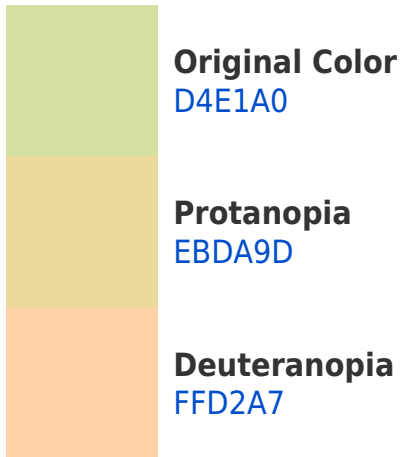 Original Color
D4E1A0
Protanopia
EBDA9D
Deuteranopia
FFD2A7